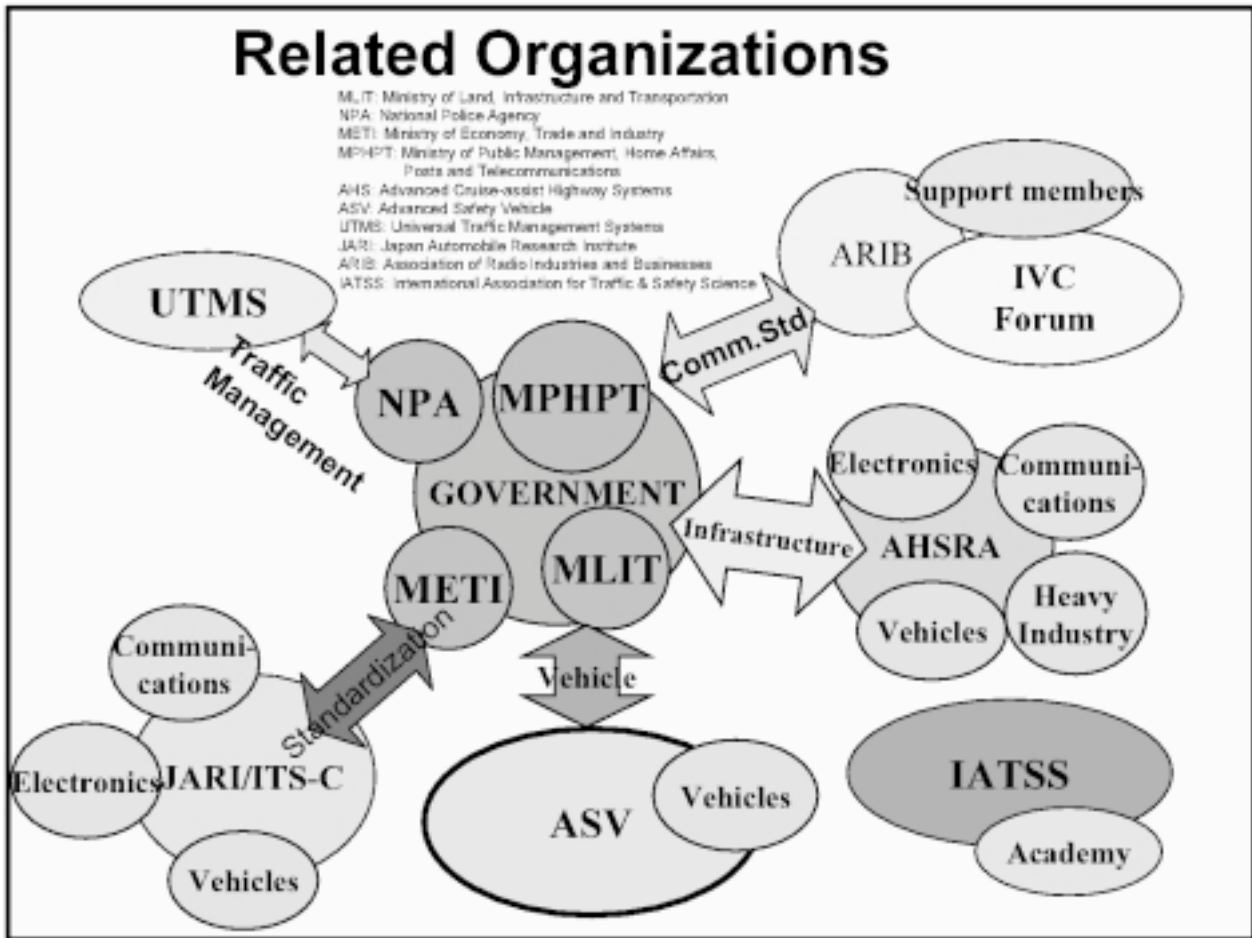 Related Organizations
MLIT: Ministry of Land, Infrastructure and Transportation
NPA: National Police Agency
METI: Ministry of Economy, Trade and Industry
MPHPT: Ministry of Public Management, Home Affairs,
Posts and Telecommunications
AHS: Advanced Cruise-assist Highway Systems
ASV: Advanced Safety Vehicle
UTMS: Universal Traffic Management Systems
JARI: Japan Automobile Research Institute
ARIB: Association of Radio Industries and Businesses
IATSS: International Association for Traffic & Safety Science
Support members
ARIB
IVC
Forum
UTMS
Traffic
Management
Comm.Std.
NPA
MPHPT
GOVERNMENT
METI
MLIT
Infrastructure
Electronics
Communi-
cations
AHSRA
Vehicles
Heavy
Industry
Standardization
Vehicle
Communi-
cations
Electronics
JARI/ITS-C
Vehicles
ASV
Vehicles
IATSS
Academy